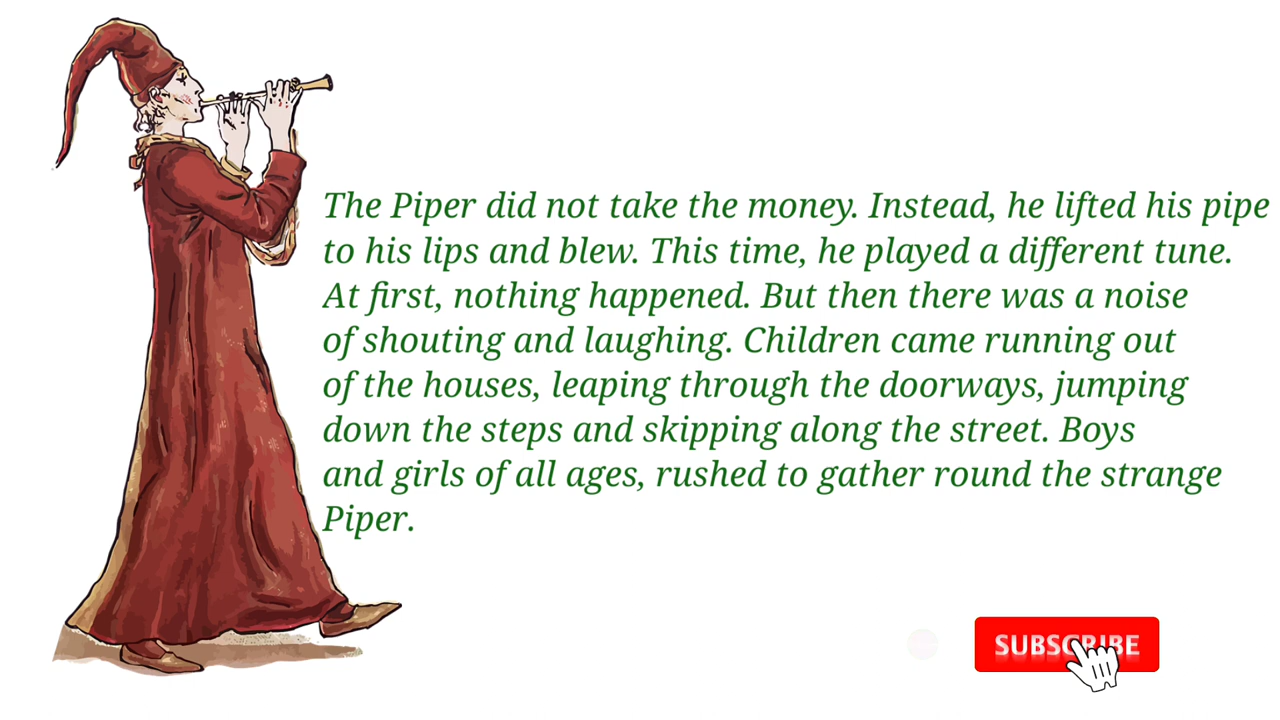 The Piper did not take the money. Instead, he lifted his pipe
to his lips and blew. This time, he played a different tune.
At first, nothing happened. But then there was a noise
of shouting and laughing. Children came running out
of the houses, leaping through the doorways, jumping
down the steps and skipping along the street. Boys
and girls of all ages, rushed to gather round the strange
Piper.
SUBSCRIBE